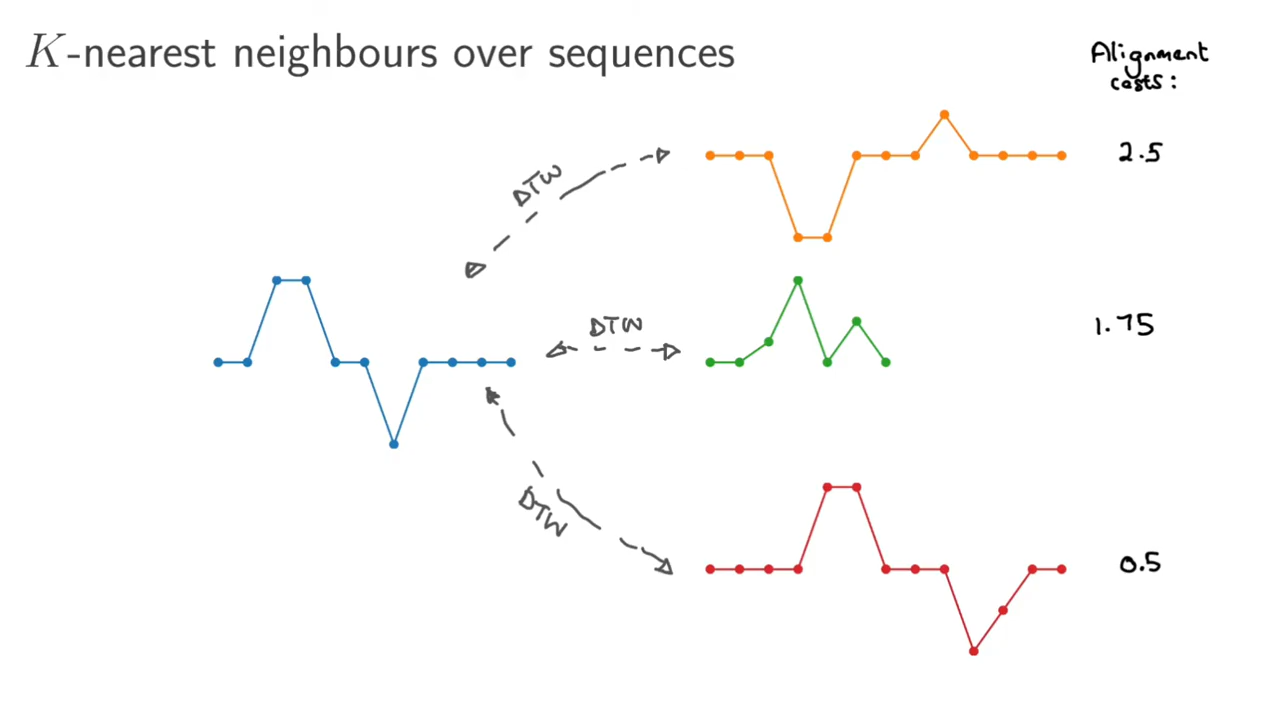 K-nearest neighbours over sequences
Alignment
costs:
DTW
2.5
DTW
1.75
DTW
0.5